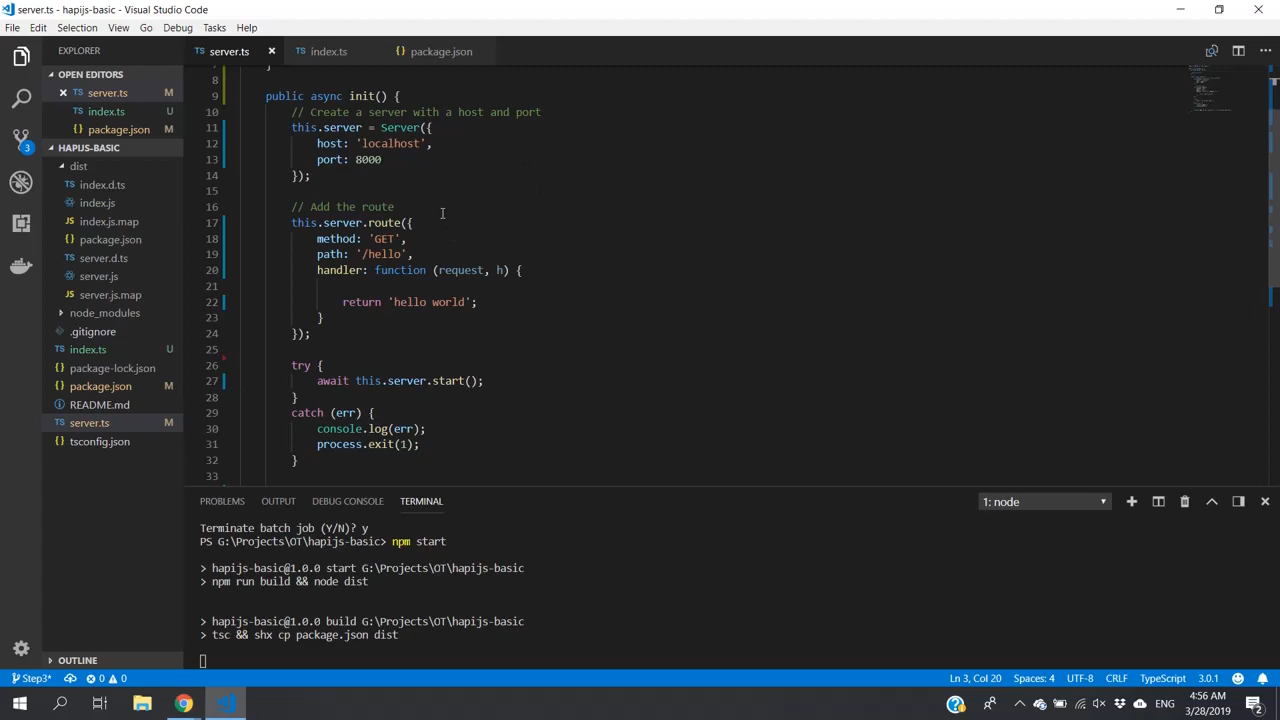 server.ts - hapijs-basic - Visual Studio Code
File Edit Selection View Go Debug Tasks Help
EXPLORER
TS server.ts
TS index.ts
{} package.json
OPEN EDITORS
TS server.ts M
TS index.ts U
{} package.json M
HAPIJS-BASIC
dist
TS index.d.ts
index.js
JS index.js.map
{} package.json
TS server.d.ts
server.js
JS server.js.map
node_modules
.gitignore
TS index.ts U
{} package-lock.json
{} package.json M
README.md
TS server.ts M
{} tsconfig.json
OUTLINE
3
7 }
8
9 public async init() {
10 // Create a server with a host and port
11 this.server = Server({
12 host: 'localhost',
13 port: 8000
14 });
15
16 // Add the route
17 this.server.route({
18 method: 'GET',
19 path: '/hello',
20 handler: function (request, h) {
21
22 return 'hello world';
23 }
24 });
25
26 try {
27 await this.server.start();
28 }
29 catch (err) {
30 console.log(err);
31 process.exit(1);
32 }
33
PROBLEMS OUTPUT DEBUG CONSOLE TERMINAL
1: node
Terminate batch job (Y/N)? y
PS G:\Projects\OT\hapijs-basic> npm start
> hapijs-basic@1.0.0 start G:\Projects\OT\hapijs-basic
> npm run build && node dist
> hapijs-basic@1.0.0 build G:\Projects\OT\hapijs-basic
> tsc && shx cp package.json dist
Step3* 0 0 Ln 3, Col 20 Spaces: 4 UTF-8 CRLF TypeScript 3.0.1
ENG
4:56 AM
3/28/2019
2